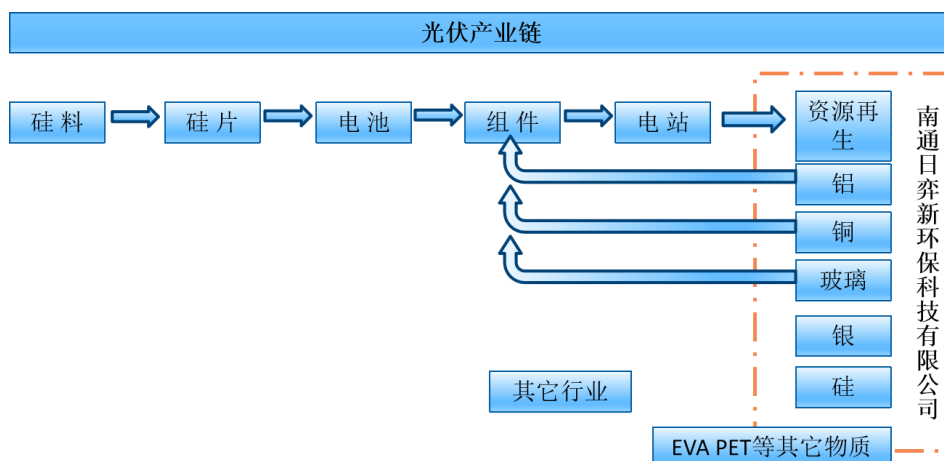 光伏产业链
硅料
硅片
电池
组件
电站
资源再
生
铝
铜
玻璃
银
硅
其它行业
EVA PET等其它物质
南通日弈新环保科技有限公司